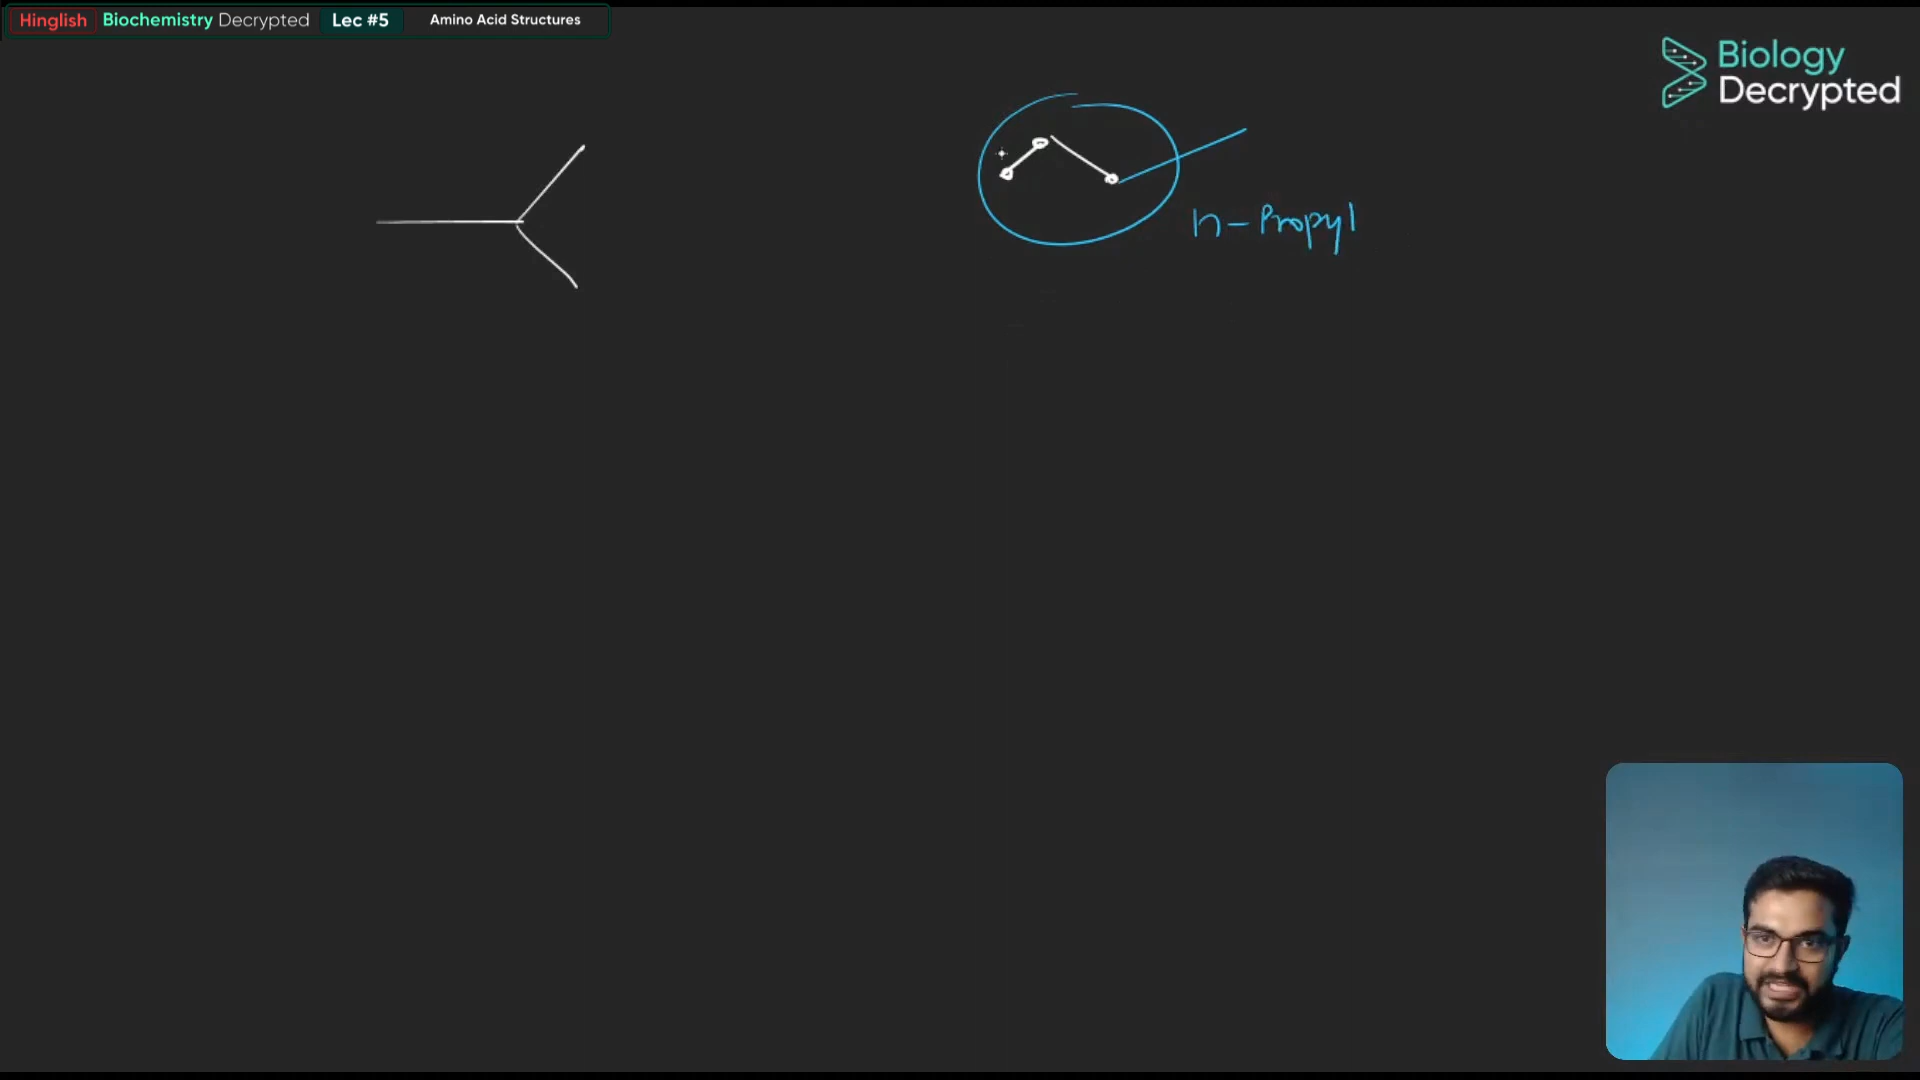 Hinglish Biochemistry Decrypted Lec #5 Amino Acid Structures
Biology
Decrypted
n-Propyl